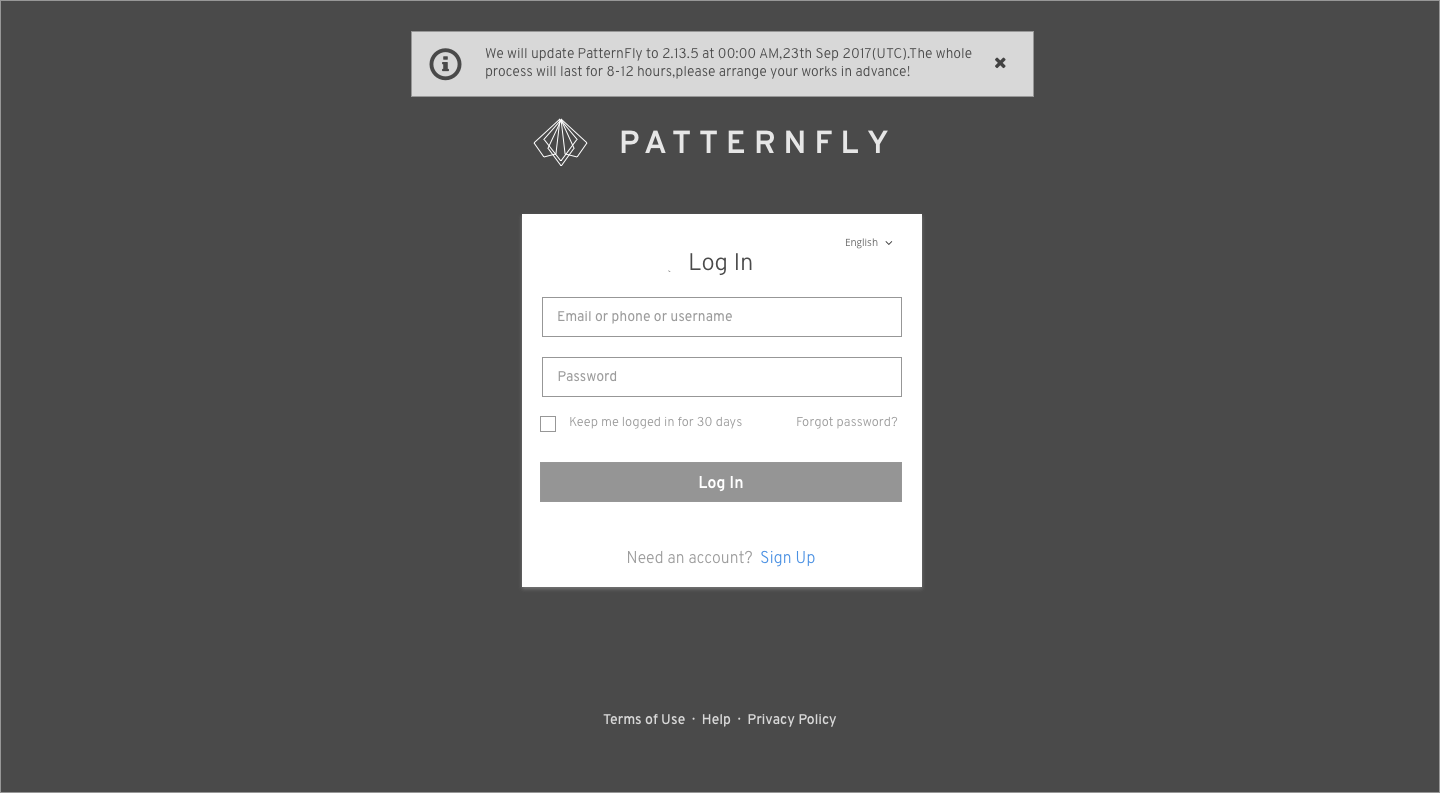 We will update PatternFly to 2.13.5 at 00:00 AM,23th Sep 2017(UTC).The whole
process will last for 8-12 hours,please arrange your works in advance!
PATTERNFLY
English
Log In
Email or phone or username
Password
Keep me logged in for 30 days Forgot password?
Log In
Need an account? Sign Up
Terms of Use · Help · Privacy Policy